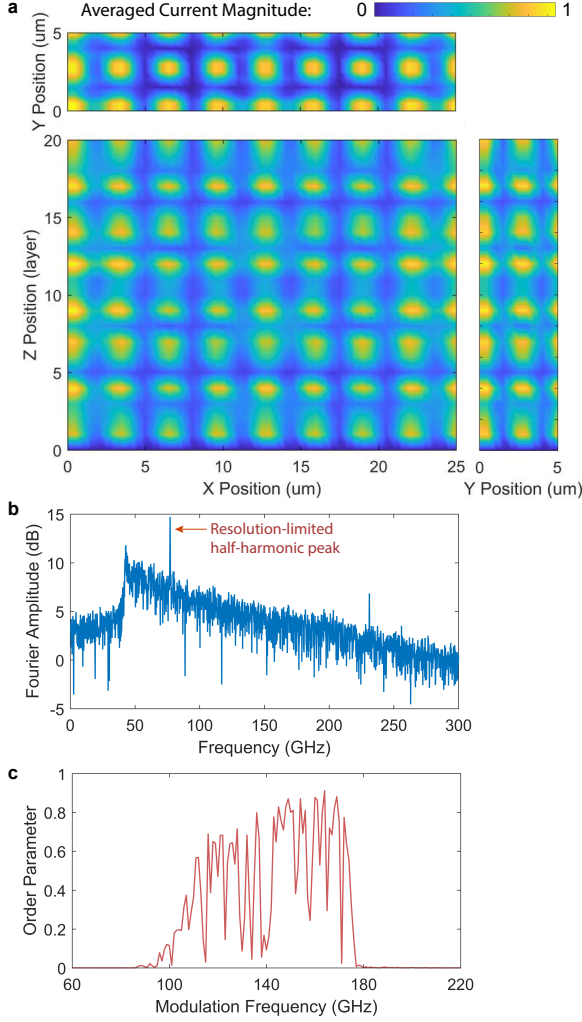 a
Averaged Current Magnitude: 0 1
Y Position (um)
5
0
Z Position (layer)
20
15
10
5
0
0 5 10 15 20 25
X Position (um)
0 5
Y Position (um)
b
Fourier Amplitude (dB)
15
10
5
0
-5
Resolution-limited
half-harmonic peak
0 50 100 150 200 250 300
Frequency (GHz)
c
Order Parameter
1
0.8
0.6
0.4
0.2
0
60 100 140 180 220
Modulation Frequency (GHz)